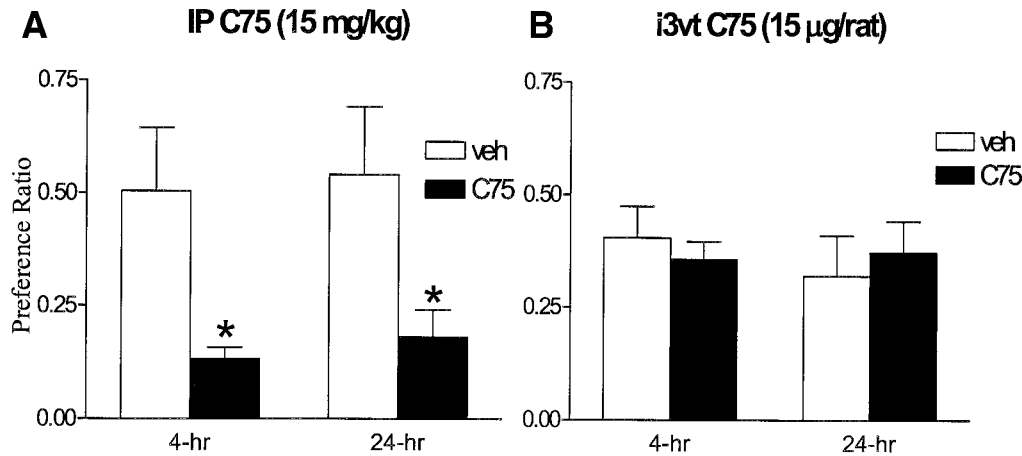 A
IP C75 (15 mg/kg)
Preference Ratio
0.75
0.50
0.25
0.00
veh
C75
*
*
4-hr
24-hr
B
i3vt C75 (15 µg/rat)
0.75
0.50
0.25
0.00
veh
C75
4-hr
24-hr